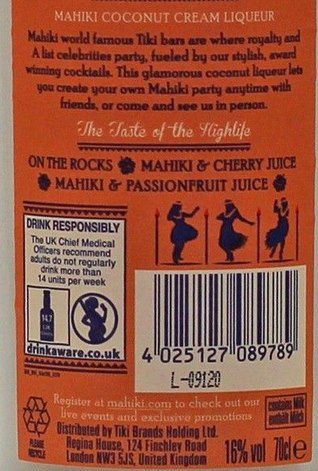 MAHIKI COCONUT CREAM LIQUEUR
Mahiki world famous Tiki bars are where royalty and
A list celebrities party, fueled by our stylish, award
winning cocktails. This glamorous coconut liqueur lets
you create your own Mahiki party anytime with
friends, or come and see us in person.
The Taste of the Highlife
ON THE ROCKS MAHIKI & CHERRY JUICE
MAHIKI & PASSIONFRUIT JUICE
DRINK RESPONSIBLY
The UK Chief Medical
Officers recommend
adults do not regularly
drink more than
14 units per week
14.7
drinkaware.co.uk
4 025127 089789
L-09120
Register at mahiki.com to check out our
live events and exclusive promotions
contains Milk
enthält Milch
PLEASE
RECYCLE
Distributed by Tiki Brands Holding Ltd.
Regina House, 124 Finchley Road
London NW3 5JS, United Kingdom
16% vol 70cl e